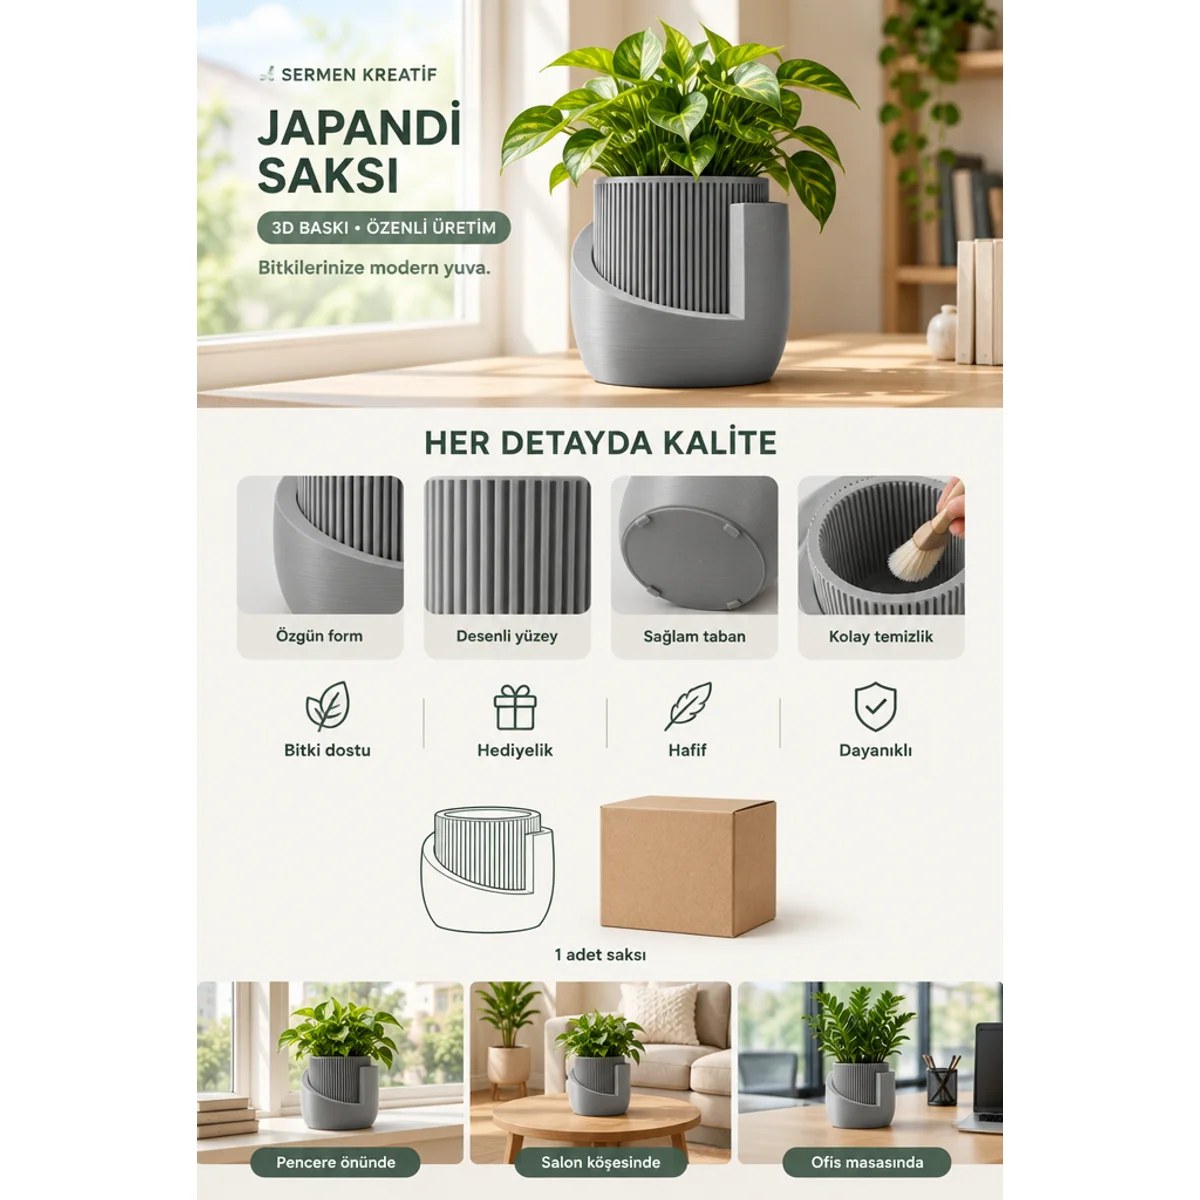 SERMEN KREATİF
JAPANDİ
SAKSI
3D BASKI • ÖZENLİ ÜRETİM
Bitkilerinize modern yuva.
HER DETAYDA KALİTE
Özgün form
Desenli yüzey
Sağlam taban
Kolay temizlik
Bitki dostu
Hediyelik
Hafif
Dayanıklı
1 adet saksı
Pencere önünde
Salon köşesinde
Ofis masasında